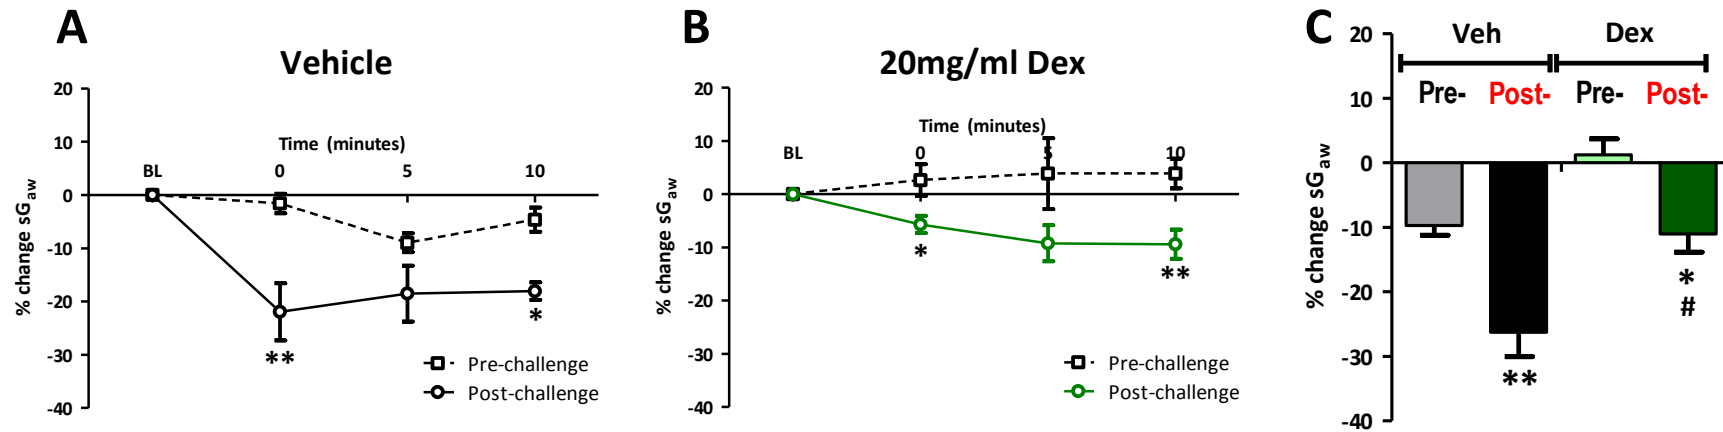 A
Vehicle
20
10
0
-10
-20
-30
-40
% change sGaw
Time (minutes)
BL
0
5
10
**
*
Pre-challenge
Post-challenge
B
20mg/ml Dex
20
10
0
-10
-20
-30
-40
% change sGaw
Time (minutes)
BL
0
5
10
*
**
Pre-challenge
Post-challenge
C
20
10
0
-10
-20
-30
-40
% change sGaw
Veh
Dex
Pre-
Post-
Pre-
Post-
**
*
#